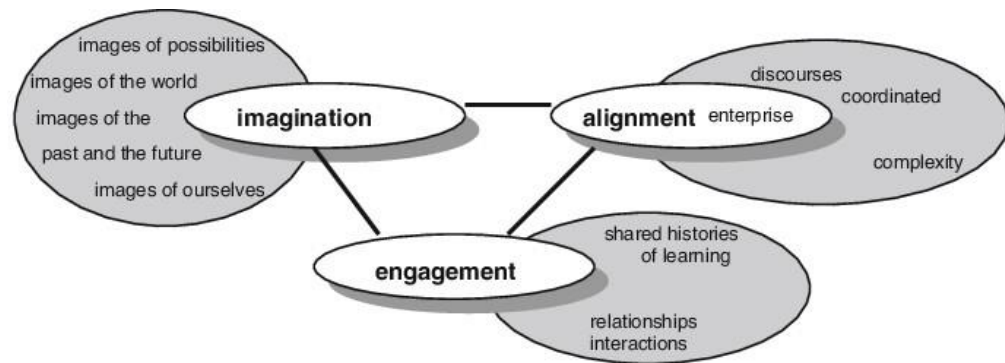 images of possibilities
images of the world
images of the
past and the future
images of ourselves
imagination
discourses
coordinated
alignment enterprise
complexity
engagement
shared histories
of learning
relationships
interactions